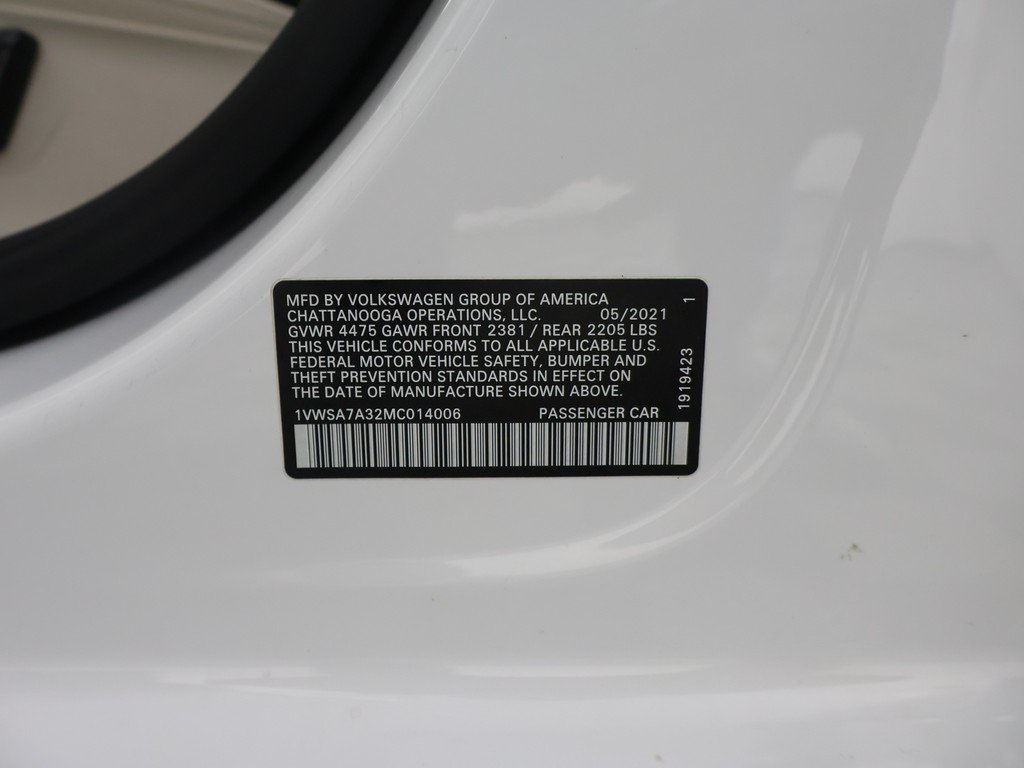 MFD BY VOLKSWAGEN GROUP OF AMERICA
CHATTANOOGA OPERATIONS, LLC. 05/2021
GVWR 4475 GAWR FRONT 2381 / REAR 2205 LBS
THIS VEHICLE CONFORMS TO ALL APPLICABLE U.S.
FEDERAL MOTOR VEHICLE SAFETY, BUMPER AND
THEFT PREVENTION STANDARDS IN EFFECT ON
THE DATE OF MANUFACTURE SHOWN ABOVE.
1VWSA7A32MC014006 PASSENGER CAR
1919423 1